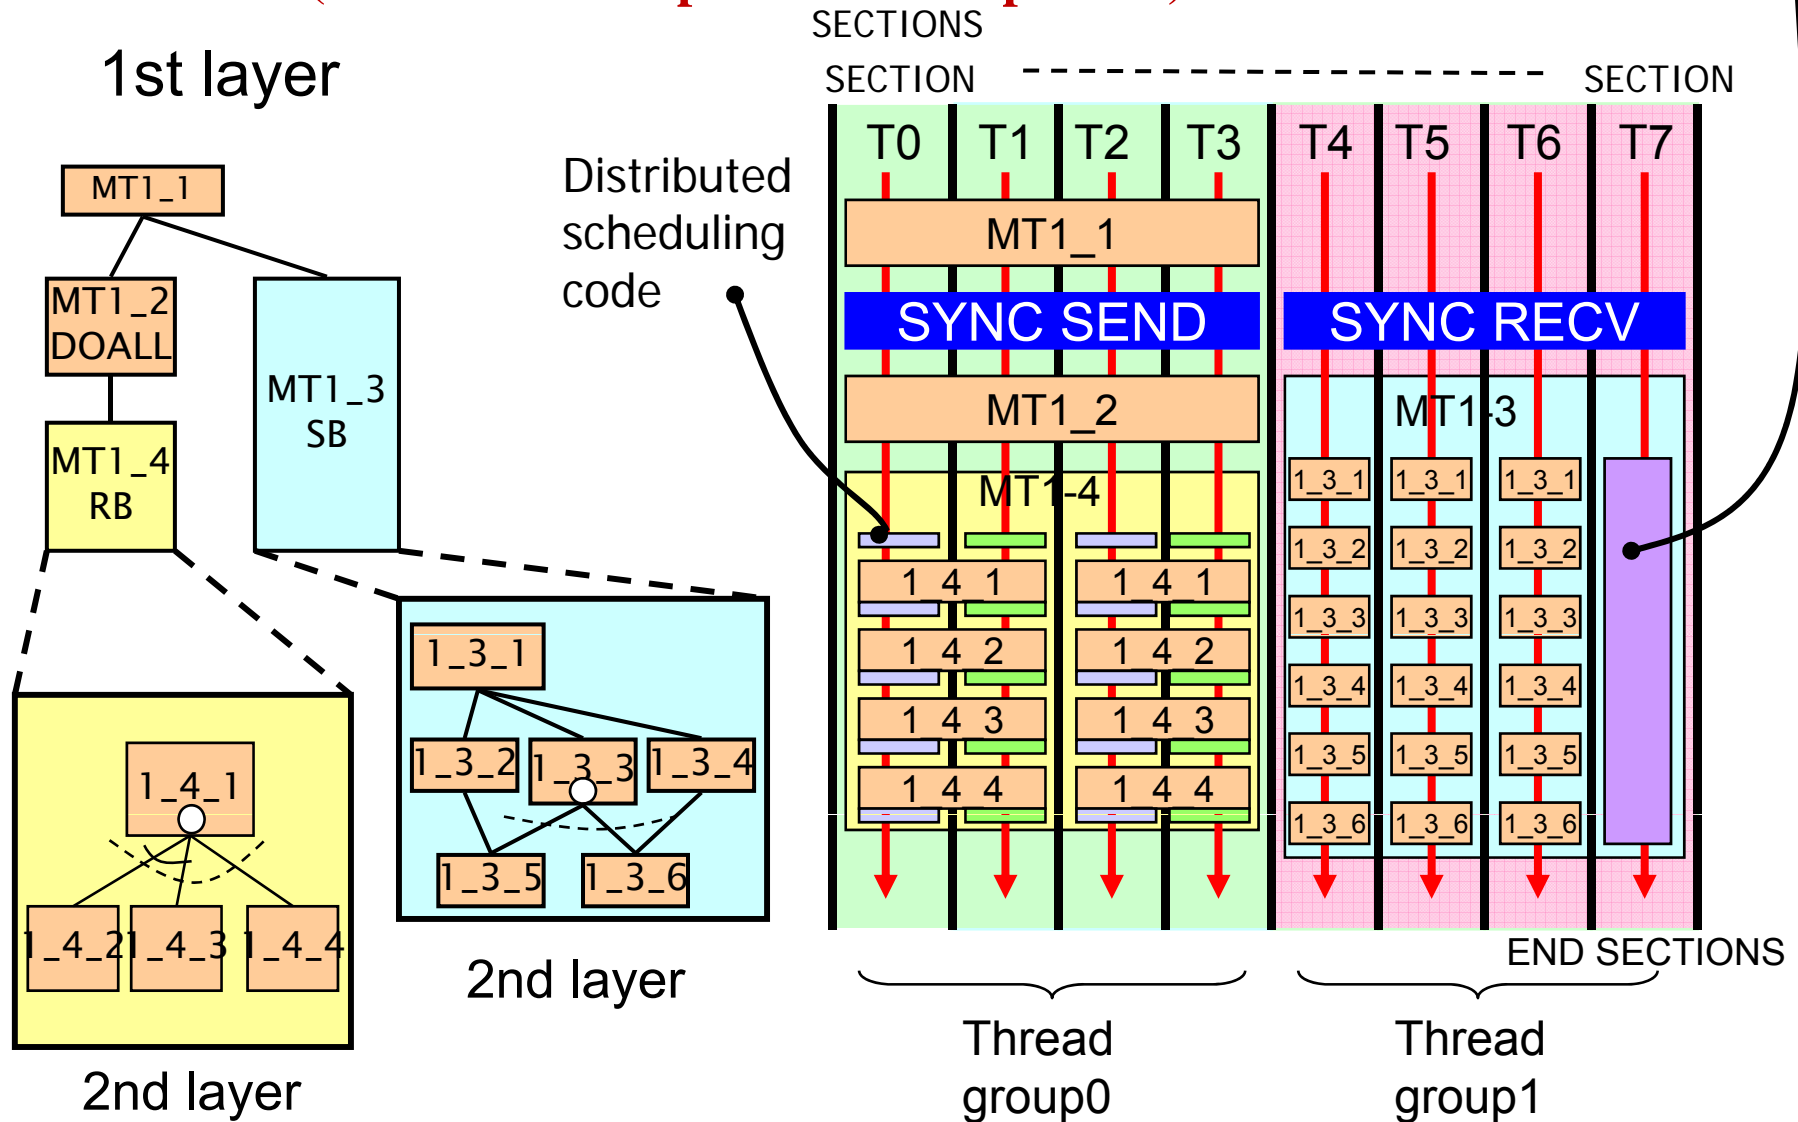 SECTIONS
1st layer
SECTION
SECTION
T0 T1 T2 T3 T4 T5 T6 T7
Distributed
scheduling
code
MT1_1
MT1_2
DOALL
MT1_3
SB
MT1_4
RB
MT1_1
SYNC SEND
SYNC RECV
MT1_2
MT1-3
MT1-4
1_4_1 1_4_1
1_4_2 1_4_2
1_4_3 1_4_3
1_4_4 1_4_4
1_3_1 1_3_1 1_3_1
1_3_2 1_3_2 1_3_2
1_3_3 1_3_3 1_3_3
1_3_4 1_3_4 1_3_4
1_3_5 1_3_5 1_3_5
1_3_6 1_3_6 1_3_6
1_3_1
1_3_2 1_3_3 1_3_4
1_3_5 1_3_6
1_4_1
1_4_2 1_4_3 1_4_4
2nd layer
2nd layer
END SECTIONS
Thread
group0
Thread
group1